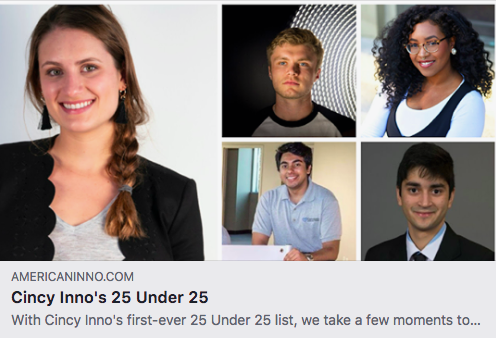 AMERICANINNO.COM
Cincy Inno's 25 Under 25
With Cincy Inno's first-ever 25 Under 25 list, we take a few moments to...